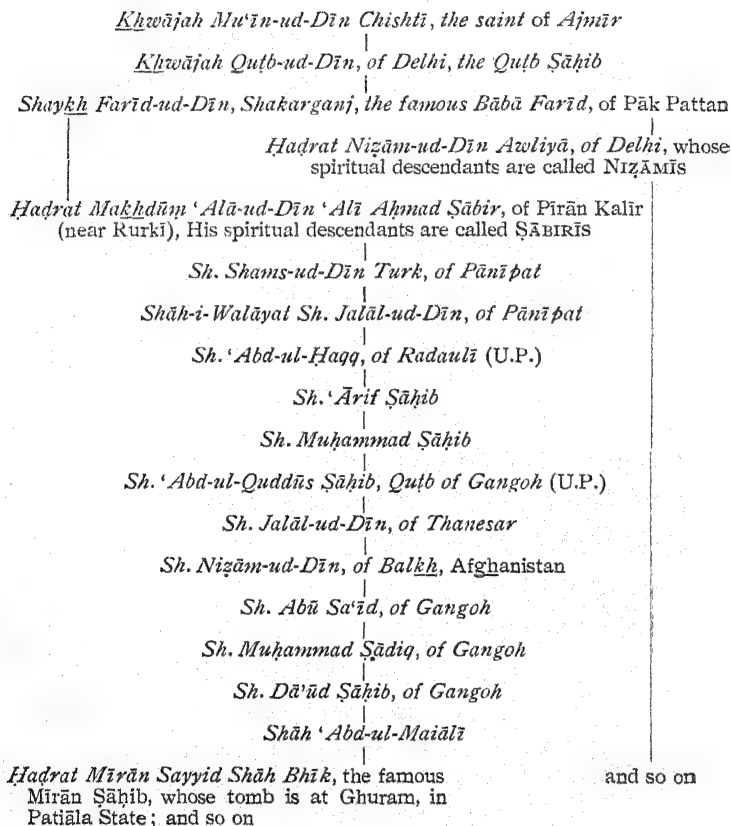 Khwājah Mu‘īn-ud-Dīn Chishtī, the saint of Ajmīr
Khwājah Quṭb-ud-Dīn, of Delhi, the Quṭb Ṣāḥib
Shaykh Farīd-ud-Dīn, Shakarganj, the famous Bābā Farīd, of Pāk Pattan
Ḥaḍrat Niẓām-ud-Dīn Awliyā, of Delhi, whose
spiritual descendants are called NIẒĀMĪS
Ḥaḍrat Makhdūm ‘Alā-ud-Dīn ‘Alī Aḥmad Ṣābir, of Pīrān Kalīr
(near Rurkī), His spiritual descendants are called ṢĀBIRĪS
Sh. Shams-ud-Dīn Turk, of Pānīpat
Shāh-i-Walāyat Sh. Jalāl-ud-Dīn, of Pānīpat
Sh. ‘Abd-ul-Ḥaqq, of Radaulī (U.P.)
Sh. ‘Ārif Ṣāḥib
Sh. Muḥammad Ṣāḥib
Sh. ‘Abd-ul-Quddūs Ṣāḥib, Quṭb of Gangoh (U.P.)
Sh. Jalāl-ud-Dīn, of Thanesar
Sh. Niẓām-ud-Dīn, of Balkh, Afghanistan
Sh. Abū Sa‘īd, of Gangoh
Sh. Muḥammad Ṣādiq, of Gangoh
Sh. Dā’ūd Ṣāḥib, of Gangoh
Shāh ‘Abd-ul-Maiālī
Ḥaḍrat Mīrān Sayyid Shāh Bhīk, the famous
Mīrān Ṣāḥib, whose tomb is at Ghuram, in
Patiāla State; and so on
and so on